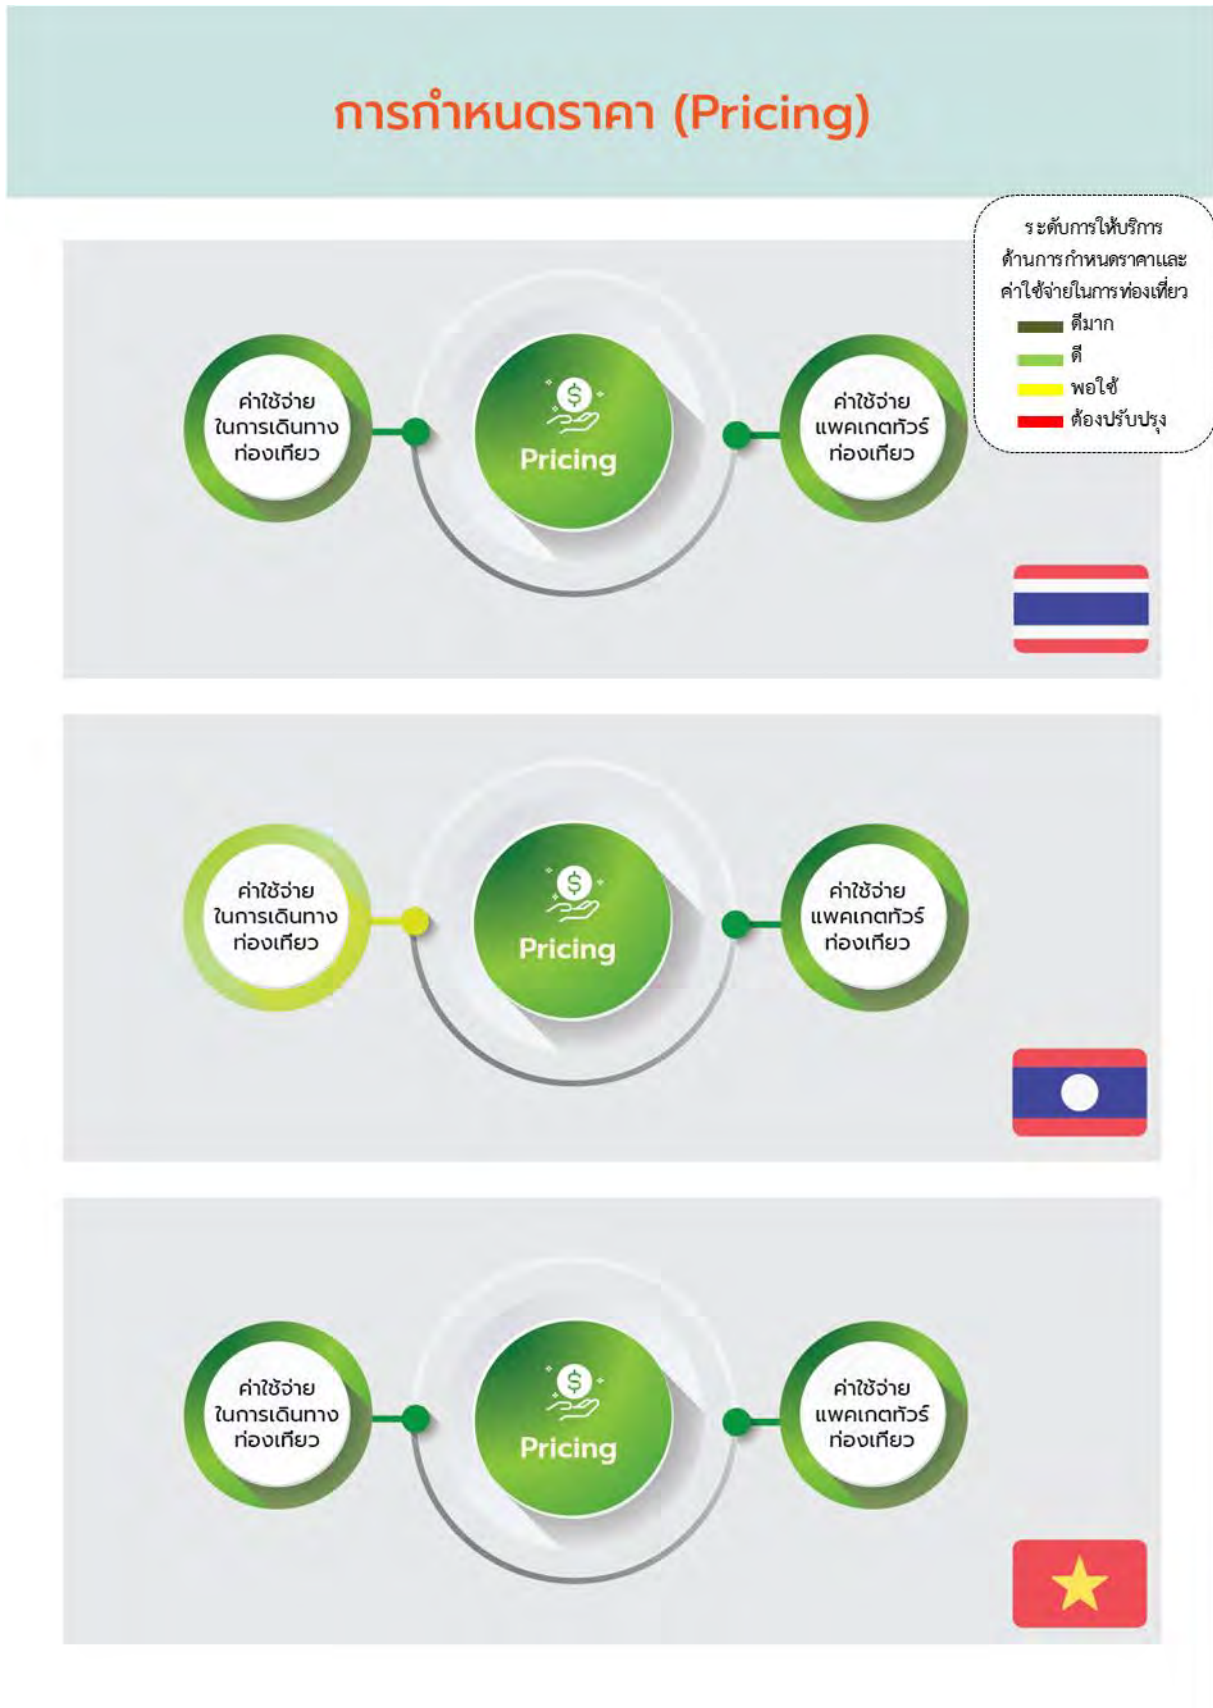 การกำหนดราคา (Pricing)
ระดับการให้บริการ
ด้านการกำหนดราคาและ
ค่าใช้จ่ายในการท่องเที่ยว
ดีมาก
ดี
พอใช้
ต้องปรับปรุง
ค่าใช้จ่าย
ในการเดินทาง
ท่องเที่ยว
Pricing
ค่าใช้จ่าย
แพคเกตทัวร์
ท่องเที่ยว
ค่าใช้จ่าย
ในการเดินทาง
ท่องเที่ยว
Pricing
ค่าใช้จ่าย
แพคเกตทัวร์
ท่องเที่ยว
ค่าใช้จ่าย
ในการเดินทาง
ท่องเที่ยว
Pricing
ค่าใช้จ่าย
แพคเกตทัวร์
ท่องเที่ยว